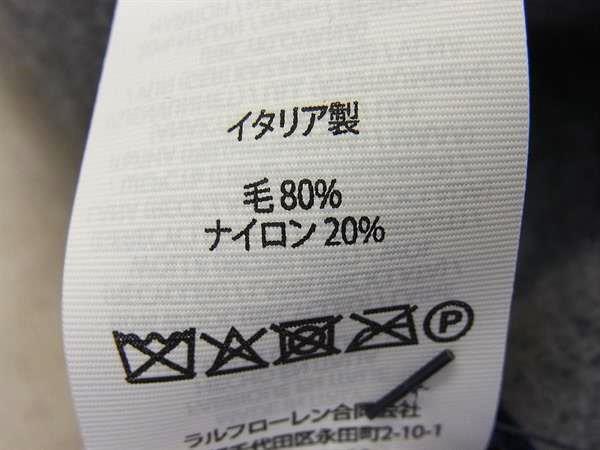 イタリア製
毛 80%
ナイロン 20%
P
ラルフローレン合同会社
千代田区永田町2-10-1